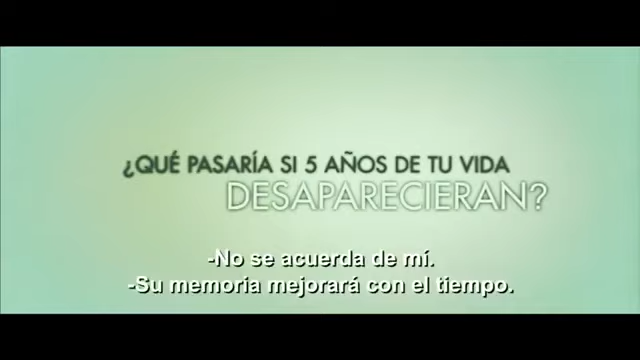 ¿QUÉ PASARÍA SI 5 AÑOS DE TU VIDA
DESAPARECIERAN?
-No se acuerda de mí.
-Su memoria mejorará con el tiempo.